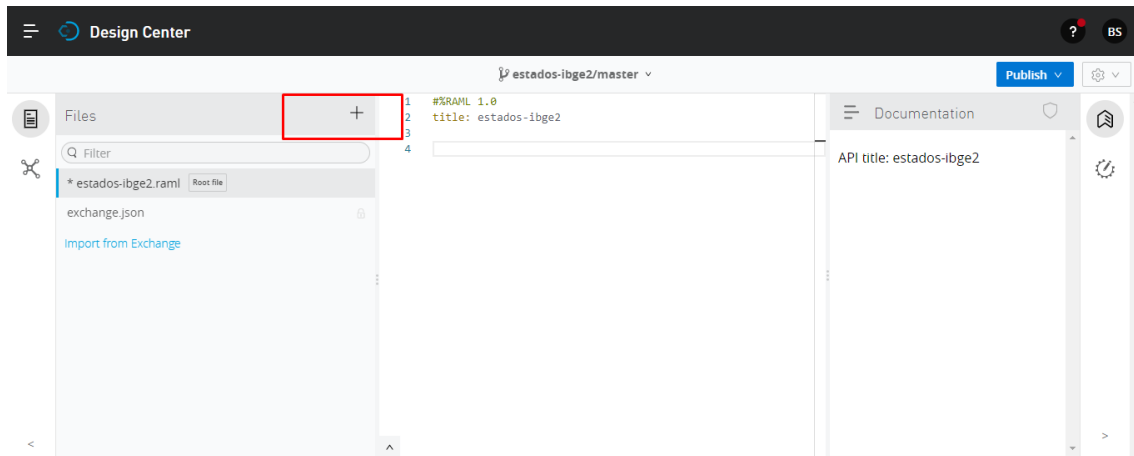 Design Center
?
BS
estados-ibge2/master
Publish
Files
+
Filter
* estados-ibge2.raml Root file
exchange.json
Import from Exchange
1 #%RAML 1.0
2 title: estados-ibge2
3
4
Documentation
API title: estados-ibge2